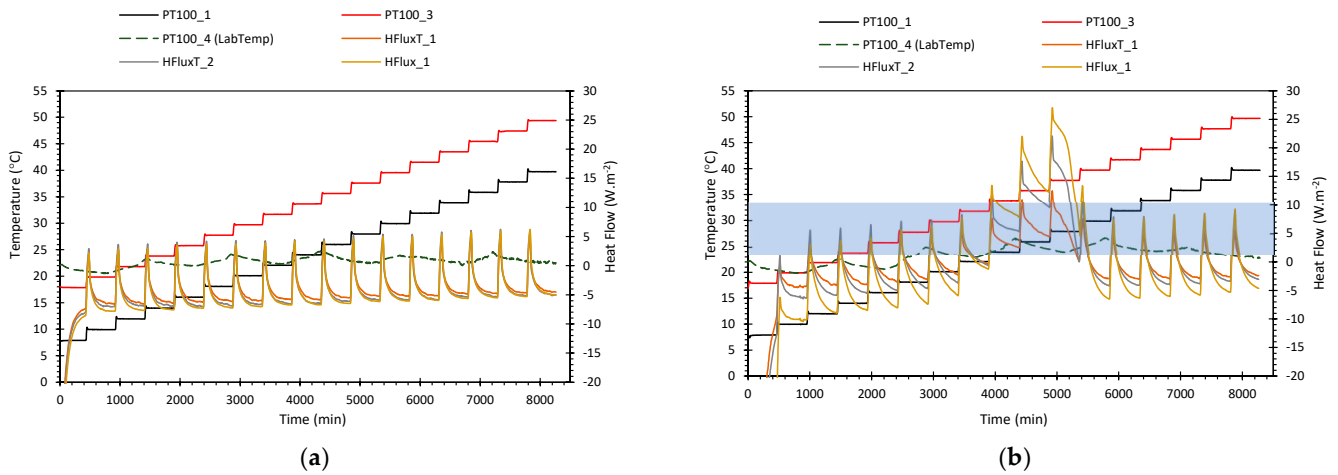 PT100_1
PT100_3
PT100_4 (LabTemp)
HFluxT_1
HFluxT_2
HFlux_1
55
50
45
40
35
30
25
20
15
10
5
0
Temperature (°C)
30
25
20
15
10
5
0
-5
-10
-15
-20
Heat Flow (W.m⁻²)
0 1000 2000 3000 4000 5000 6000 7000 8000
Time (min)
(a)
PT100_1
PT100_3
PT100_4 (LabTemp)
HFluxT_1
HFluxT_2
HFlux_1
55
50
45
40
35
30
25
20
15
10
5
0
Temperature (°C)
30
25
20
15
10
5
0
-5
-10
-15
-20
Heat Flow (W.m⁻²)
0 1000 2000 3000 4000 5000 6000 7000 8000
Time (min)
(b)